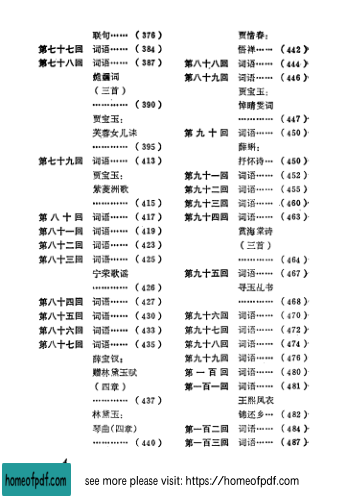 联句……（376）
第七十七回 词语……（384）
第七十八回 词语……（387）
姽婳词
（三首）
…………（390）
贾宝玉：
芙蓉女儿诔
…………（395）
第七十九回 词语……（413）
贾宝玉：
紫菱洲歌
…………（415）
第八十回 词语……（417）
第八十一回 词语……（419）
第八十二回 词语……（423）
第八十三回 词语……（425）
宁荣歌谣
…………（426）
第八十四回 词语……（427）
第八十五回 词语……（430）
第八十六回 词语……（433）
第八十七回 词语……（435）
薛宝钗：
赠林黛玉赋
（四章）
…………（437）
林黛玉：
琴曲（四章）
…………（440）
贾惜春：
悟禅……（442）
第八十八回 词语……（444）
第八十九回 词语……（446）
贾宝玉：
悼晴雯词
…………（447）
第九十回 词语……（450）
薛蝌：
抒怀诗…（450）
第九十一回 词语……（452）
第九十二回 词语……（455）
第九十三回 词语……（460）
第九十四回 词语……（463）
赏海棠诗
（三首）
…………（464）
第九十五回 词语……（467）
寻玉乩书
…………（468）
第九十六回 词语……（470）
第九十七回 词语……（472）
第九十八回 词语……（474）
第九十九回 词语……（476）
第一百回 词语……（480）
第一百一回 词语……（481）
王熙凤衣
锦还乡…（482）
第一百二回 词语……（484）
第一百三回 词语……（487）
homeofpdf.com
see more please visit: https://homeofpdf.com